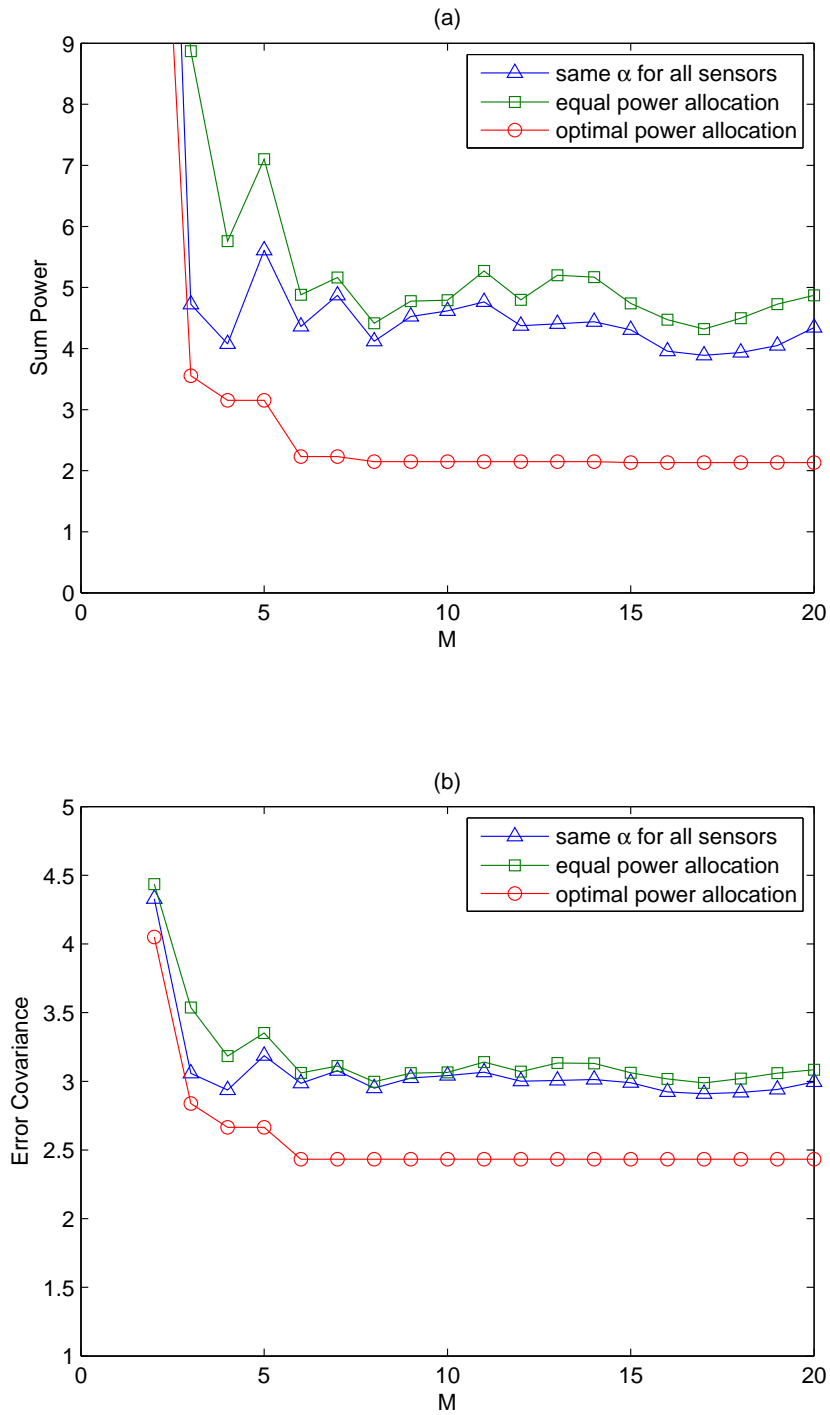 (a)
9
8
7
6
5
4
3
2
1
0
Sum Power
same α for all sensors
equal power allocation
optimal power allocation
0 5 10 15 20
M
(b)
5
4.5
4
3.5
3
2.5
2
1.5
1
Error Covariance
same α for all sensors
equal power allocation
optimal power allocation
0 5 10 15 20
M